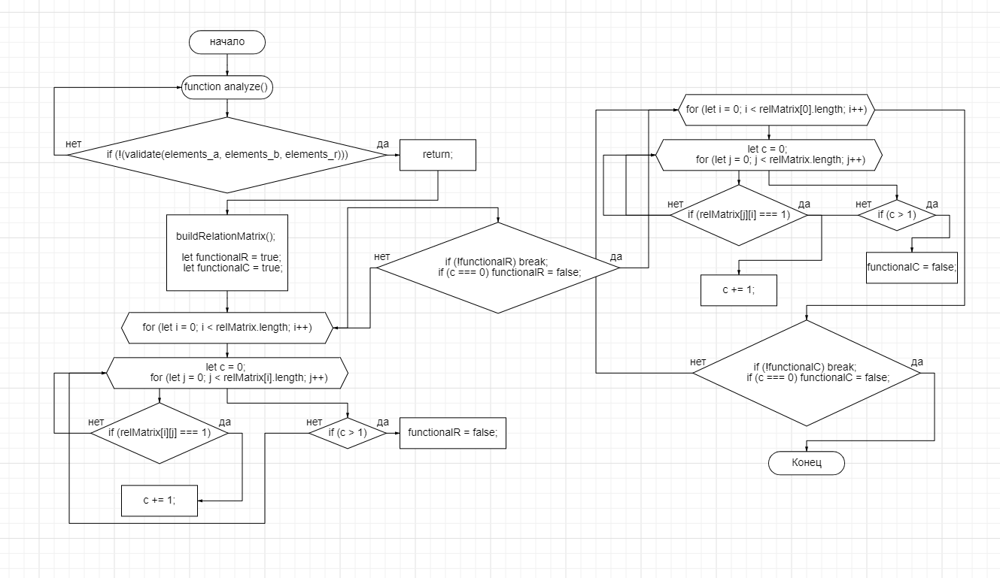 начало
function analyze()
нет
if (!(validate(elements_a, elements_b, elements_r)))
да
return;
buildRelationMatrix();
let functionalR = true;
let functionalC = true;
for (let i = 0; i < relMatrix.length; i++)
let c = 0;
for (let j = 0; j < relMatrix[i].length; j++)
нет
if (relMatrix[i][j] === 1)
да
c += 1;
нет
if (c > 1)
да
functionalR = false;
нет
if (!functionalR) break;
if (c === 0) functionalR = false;
да
for (let i = 0; i < relMatrix[0].length; i++)
let c = 0;
for (let j = 0; j < relMatrix.length; j++)
нет
if (relMatrix[j][i] === 1)
да
c += 1;
нет
if (c > 1)
да
functionalC = false;
нет
if (!functionalC) break;
if (c === 0) functionalC = false;
да
Конец